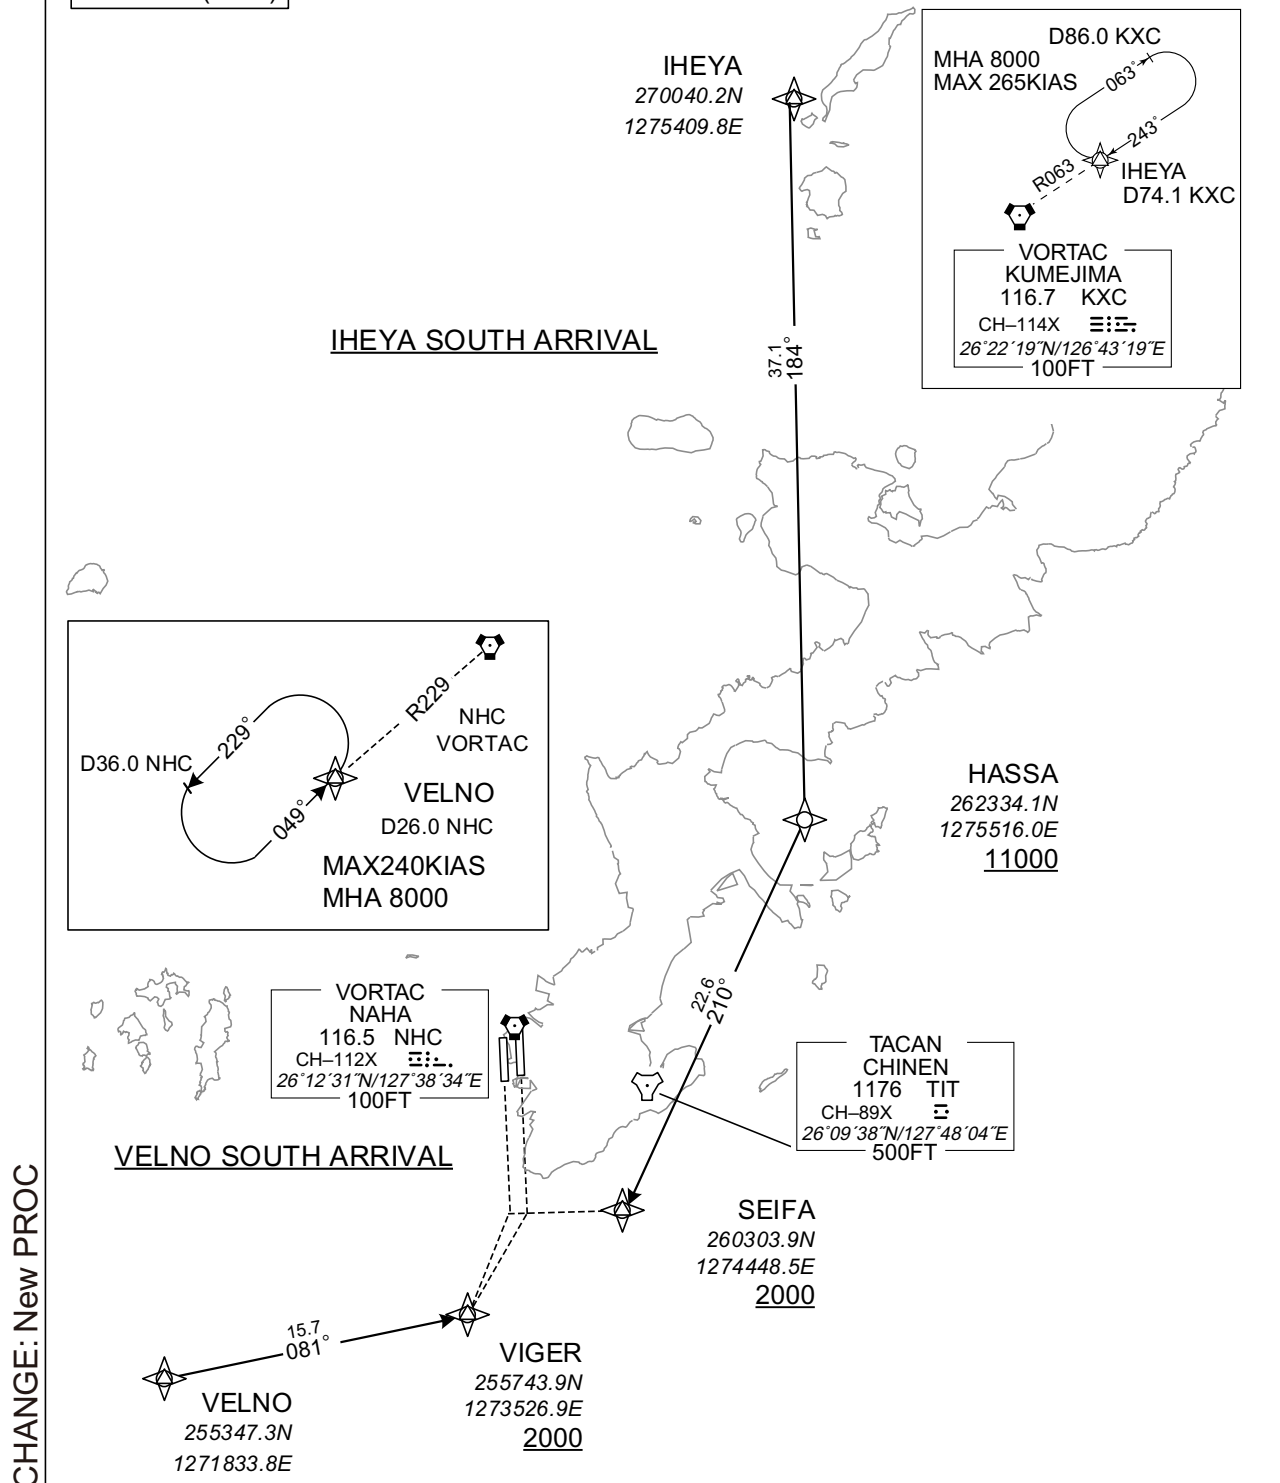 IHEYA
270040.2N
1275409.8E
D86.0 KXC
MHA 8000
MAX 265KIAS
063°
243°
R063
IHEYA
D74.1 KXC
VORTAC
KUMEJIMA
116.7 KXC
CH–114X
26°22´19˝N/126°43´19˝E
100FT
IHEYA SOUTH ARRIVAL
37.1
184°
R229
NHC
VORTAC
229°
D36.0 NHC
049°
VELNO
D26.0 NHC
MAX240KIAS
MHA 8000
HASSA
262334.1N
1275516.0E
11000
22.6
210°
VORTAC
NAHA
116.5 NHC
CH–112X
26°12´31˝N/127°38´34˝E
100FT
TACAN
CHINEN
1176 TIT
CH–89X
26°09´38˝N/127°48´04˝E
500FT
VELNO SOUTH ARRIVAL
SEIFA
260303.9N
1274448.5E
2000
15.7
081°
VIGER
255743.9N
1273526.9E
2000
VELNO
255347.3N
1271833.8E
CHANGE: New PROC